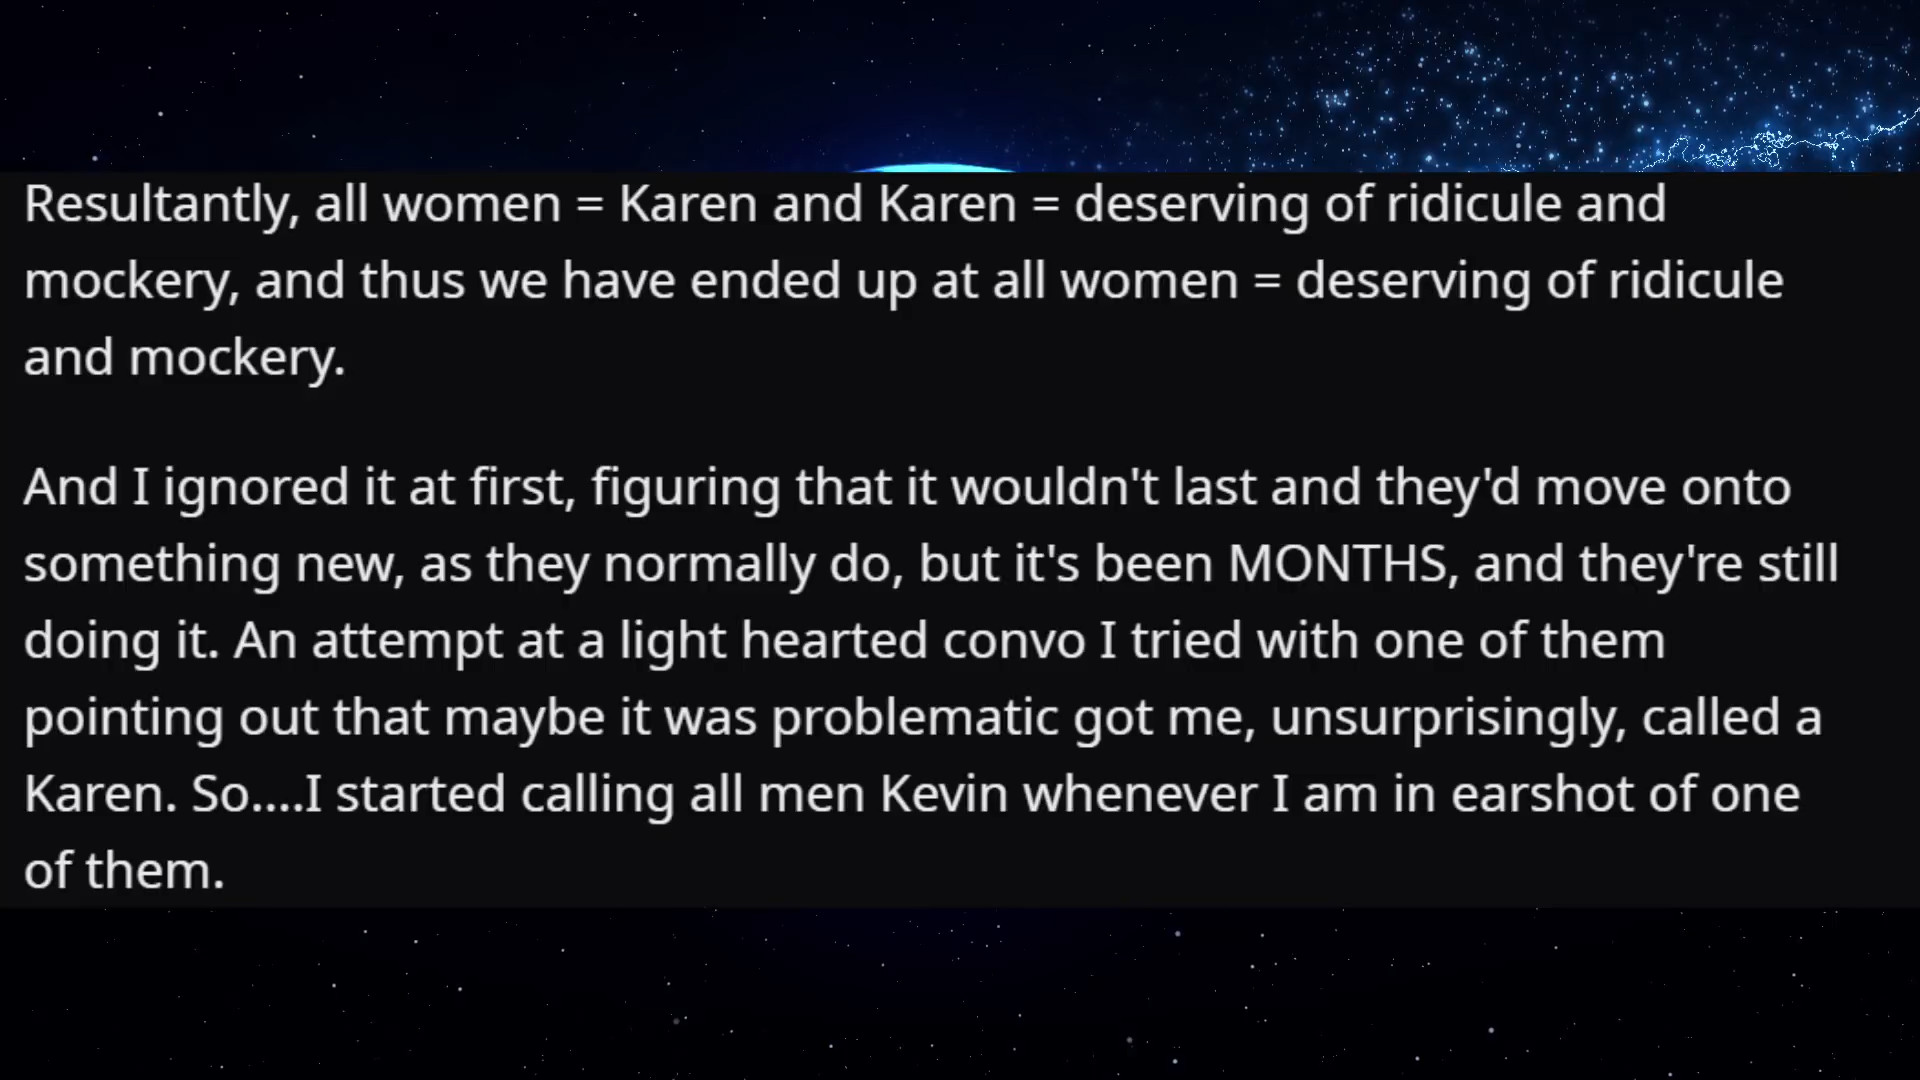 Resultantly, all women = Karen and Karen = deserving of ridicule and
mockery, and thus we have ended up at all women = deserving of ridicule
and mockery.
And I ignored it at first, figuring that it wouldn't last and they'd move onto
something new, as they normally do, but it's been MONTHS, and they're still
doing it. An attempt at a light hearted convo I tried with one of them
pointing out that maybe it was problematic got me, unsurprisingly, called a
Karen. So....I started calling all men Kevin whenever I am in earshot of one
of them.